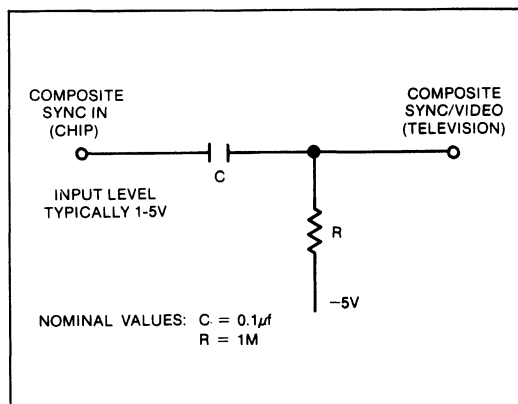 COMPOSITE
SYNC IN
(CHIP)
COMPOSITE
SYNC/VIDEO
(TELEVISION)
C
INPUT LEVEL
TYPICALLY 1-5V
R
−5V
NOMINAL VALUES: C = 0.1µf
R = 1M